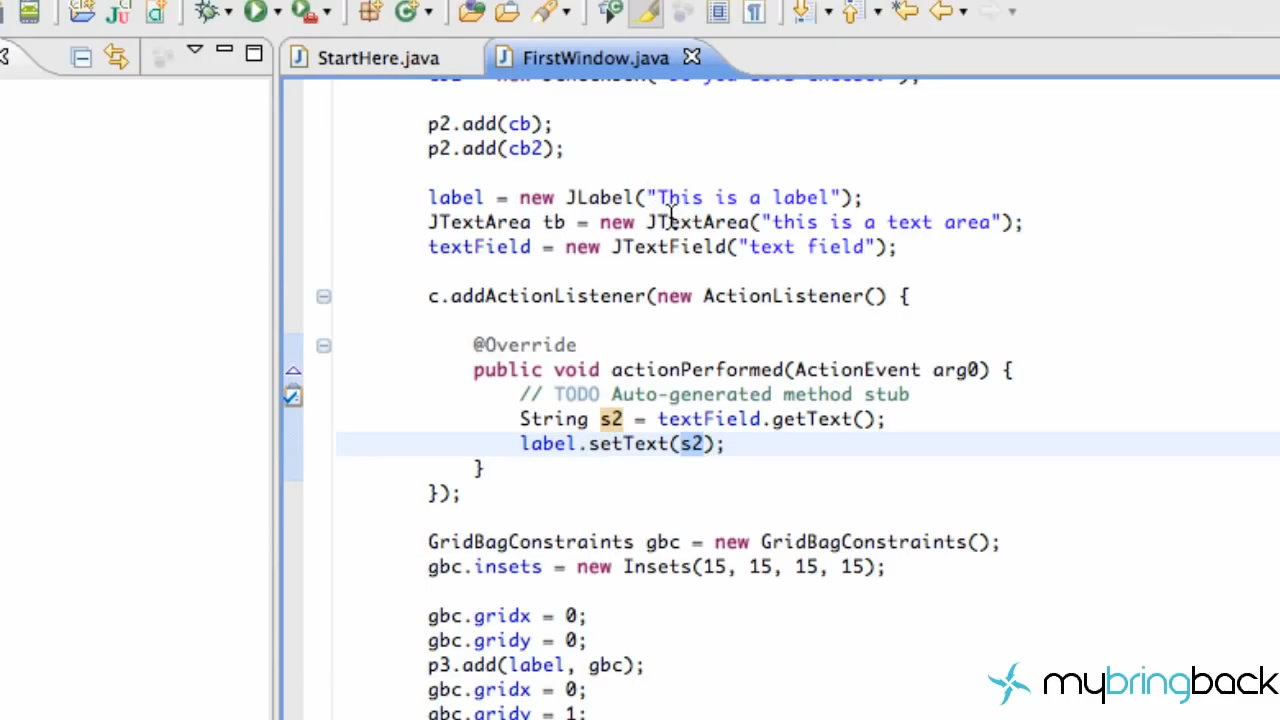 StartHere.java
FirstWindow.java
p2.add(cb);
p2.add(cb2);
label = new JLabel("This is a label");
JTextArea tb = new JTextArea("this is a text area");
textField = new JTextField("text field");
c.addActionListener(new ActionListener() {
@Override
public void actionPerformed(ActionEvent arg0) {
// TODO Auto-generated method stub
String s2 = textField.getText();
label.setText(s2);
}
});
GridBagConstraints gbc = new GridBagConstraints();
gbc.insets = new Insets(15, 15, 15, 15);
gbc.gridx = 0;
gbc.gridy = 0;
p3.add(label, gbc);
gbc.gridx = 0;
gbc.gridy = 1;
mybringback